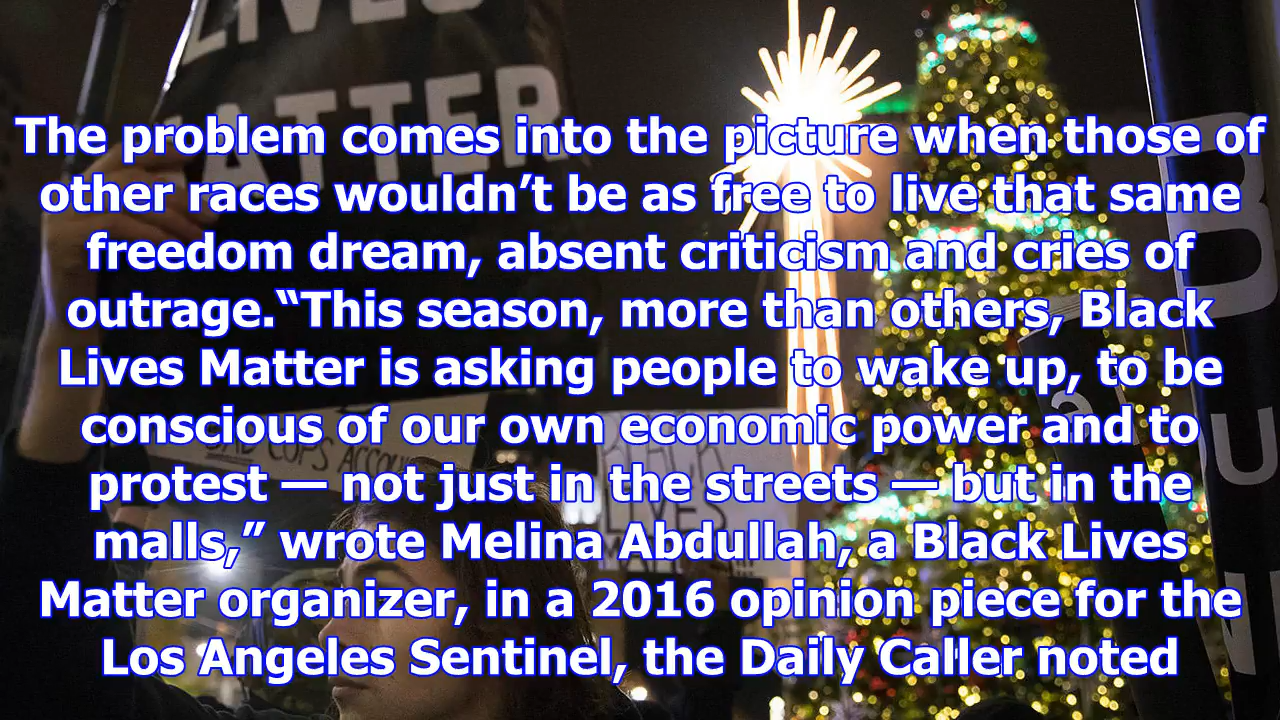 LIVES
MATTER
The problem comes into the picture when those of
other races wouldn’t be as free to live that same
freedom dream, absent criticism and cries of
outrage.“This season, more than others, Black
Lives Matter is asking people to wake up, to be
conscious of our own economic power and to
protest — not just in the streets — but in the
malls,” wrote Melina Abdullah, a Black Lives
Matter organizer, in a 2016 opinion piece for the
Los Angeles Sentinel, the Daily Caller noted
COPS
LIVES